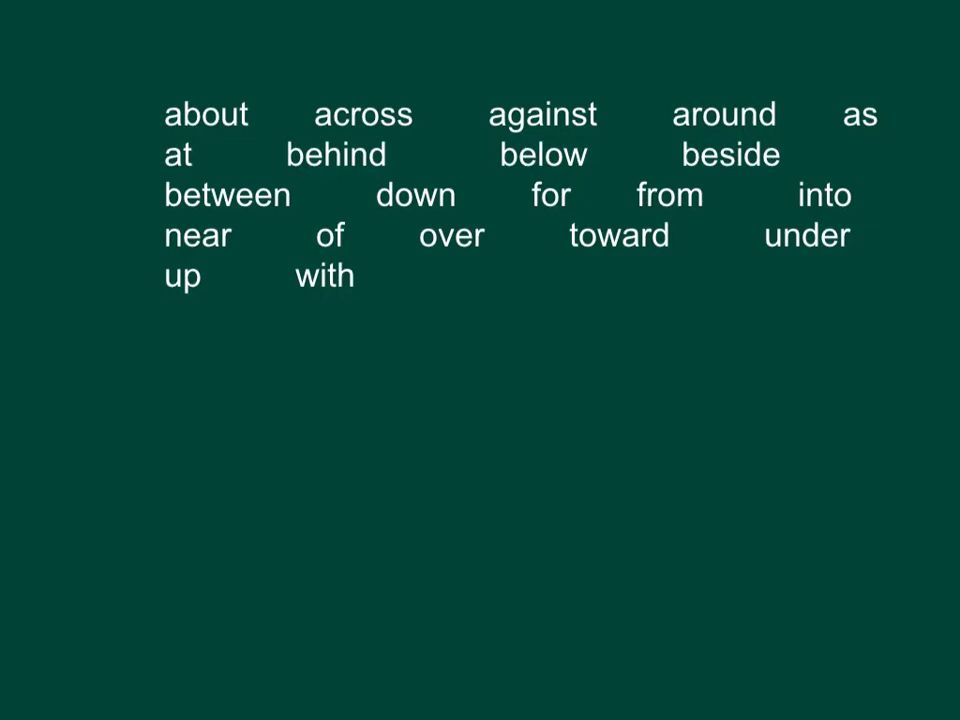 about across against around as
at behind below beside
between down for from into
near of over toward under
up with